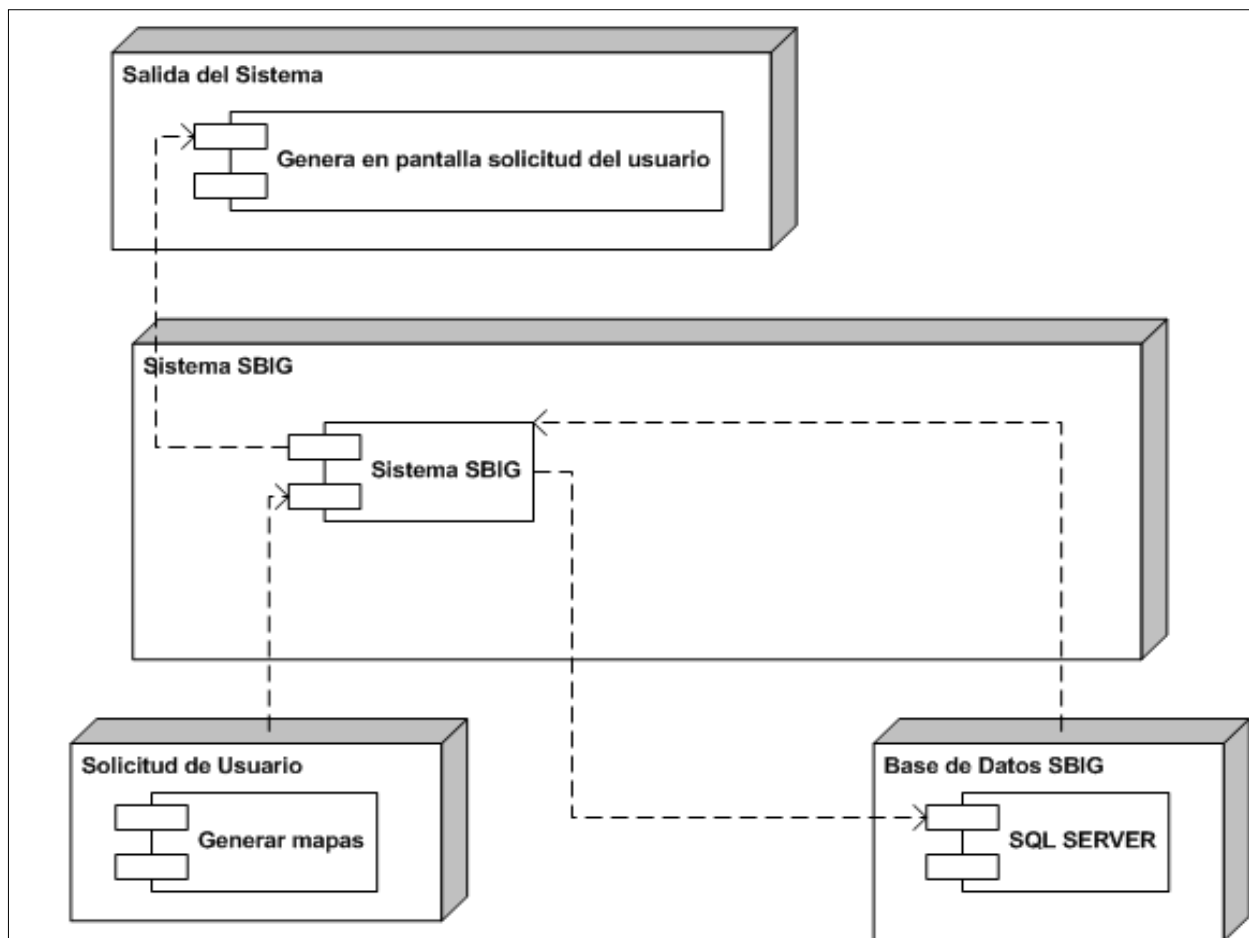 Salida del Sistema
Genera en pantalla solicitud del usuario
Sistema SBIG
Sistema SBIG
Solicitud de Usuario
Generar mapas
Base de Datos SBIG
SQL SERVER